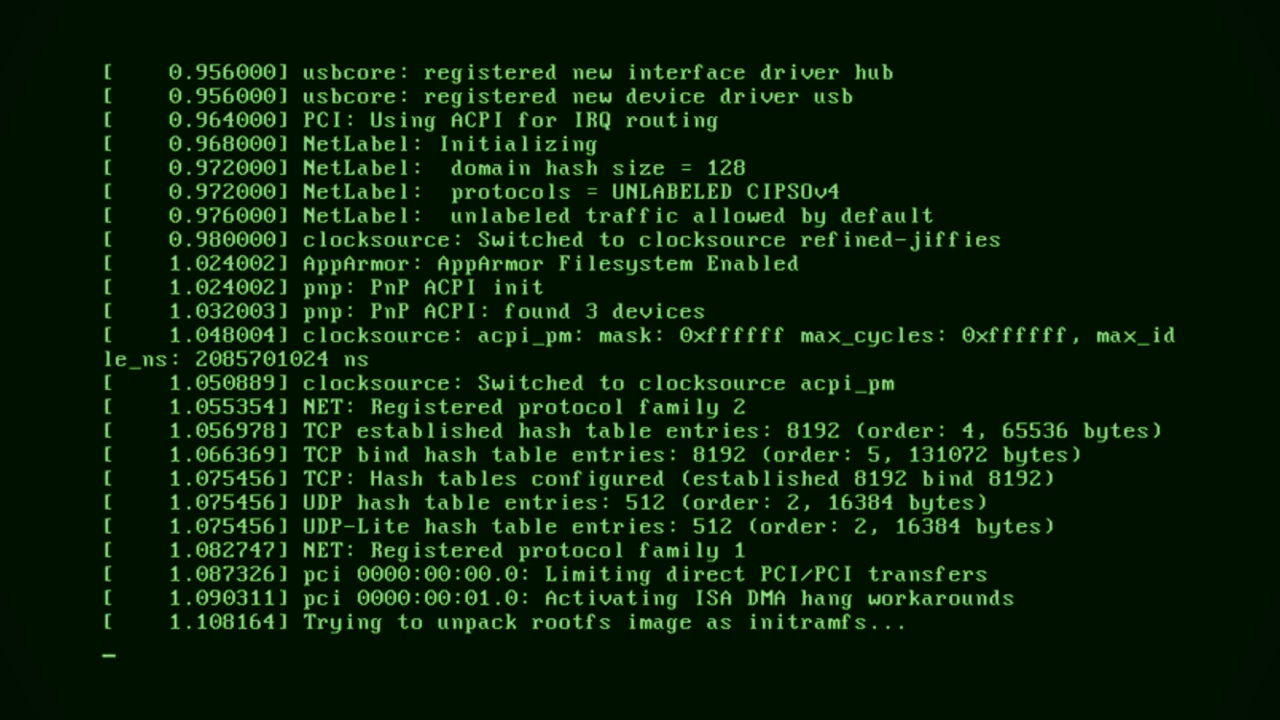 [    0.956000] usbcore: registered new interface driver hub
[    0.956000] usbcore: registered new device driver usb
[    0.964000] PCI: Using ACPI for IRQ routing
[    0.968000] NetLabel: Initializing
[    0.972000] NetLabel:  domain hash size = 128
[    0.972000] NetLabel:  protocols = UNLABELED CIPSOv4
[    0.976000] NetLabel:  unlabeled traffic allowed by default
[    0.980000] clocksource: Switched to clocksource refined-jiffies
[    1.024002] AppArmor: AppArmor Filesystem Enabled
[    1.024002] pnp: PnP ACPI init
[    1.032003] pnp: PnP ACPI: found 3 devices
[    1.048004] clocksource: acpi_pm: mask: 0xffffff max_cycles: 0xffffff, max_id
le_ns: 2085701024 ns
[    1.050889] clocksource: Switched to clocksource acpi_pm
[    1.055354] NET: Registered protocol family 2
[    1.056978] TCP established hash table entries: 8192 (order: 4, 65536 bytes)
[    1.066369] TCP bind hash table entries: 8192 (order: 5, 131072 bytes)
[    1.075456] TCP: Hash tables configured (established 8192 bind 8192)
[    1.075456] UDP hash table entries: 512 (order: 2, 16384 bytes)
[    1.075456] UDP-Lite hash table entries: 512 (order: 2, 16384 bytes)
[    1.082747] NET: Registered protocol family 1
[    1.087326] pci 0000:00:00.0: Limiting direct PCI/PCI transfers
[    1.090311] pci 0000:00:01.0: Activating ISA DMA hang workarounds
[    1.108164] Trying to unpack rootfs image as initramfs...
_